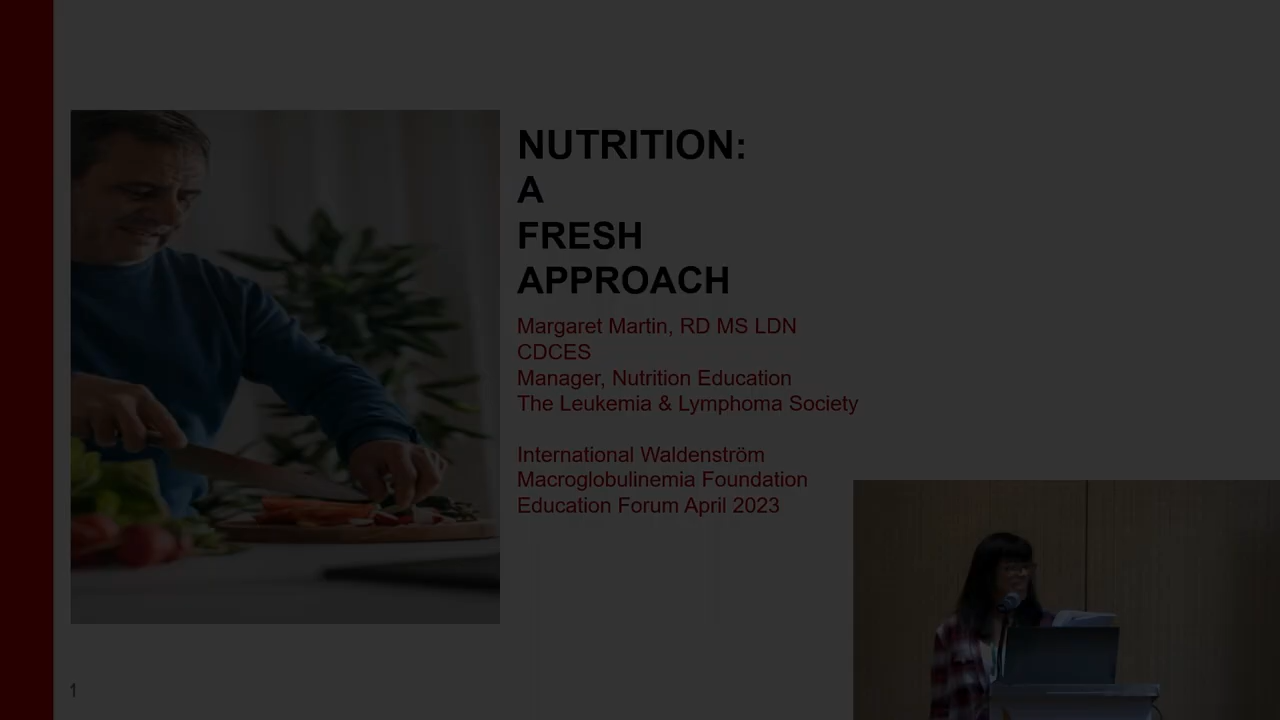 NUTRITION:
A
FRESH
APPROACH
Margaret Martin, RD MS LDN
CDCES
Manager, Nutrition Education
The Leukemia & Lymphoma Society
International Waldenström
Macroglobulinemia Foundation
Education Forum April 2023
1